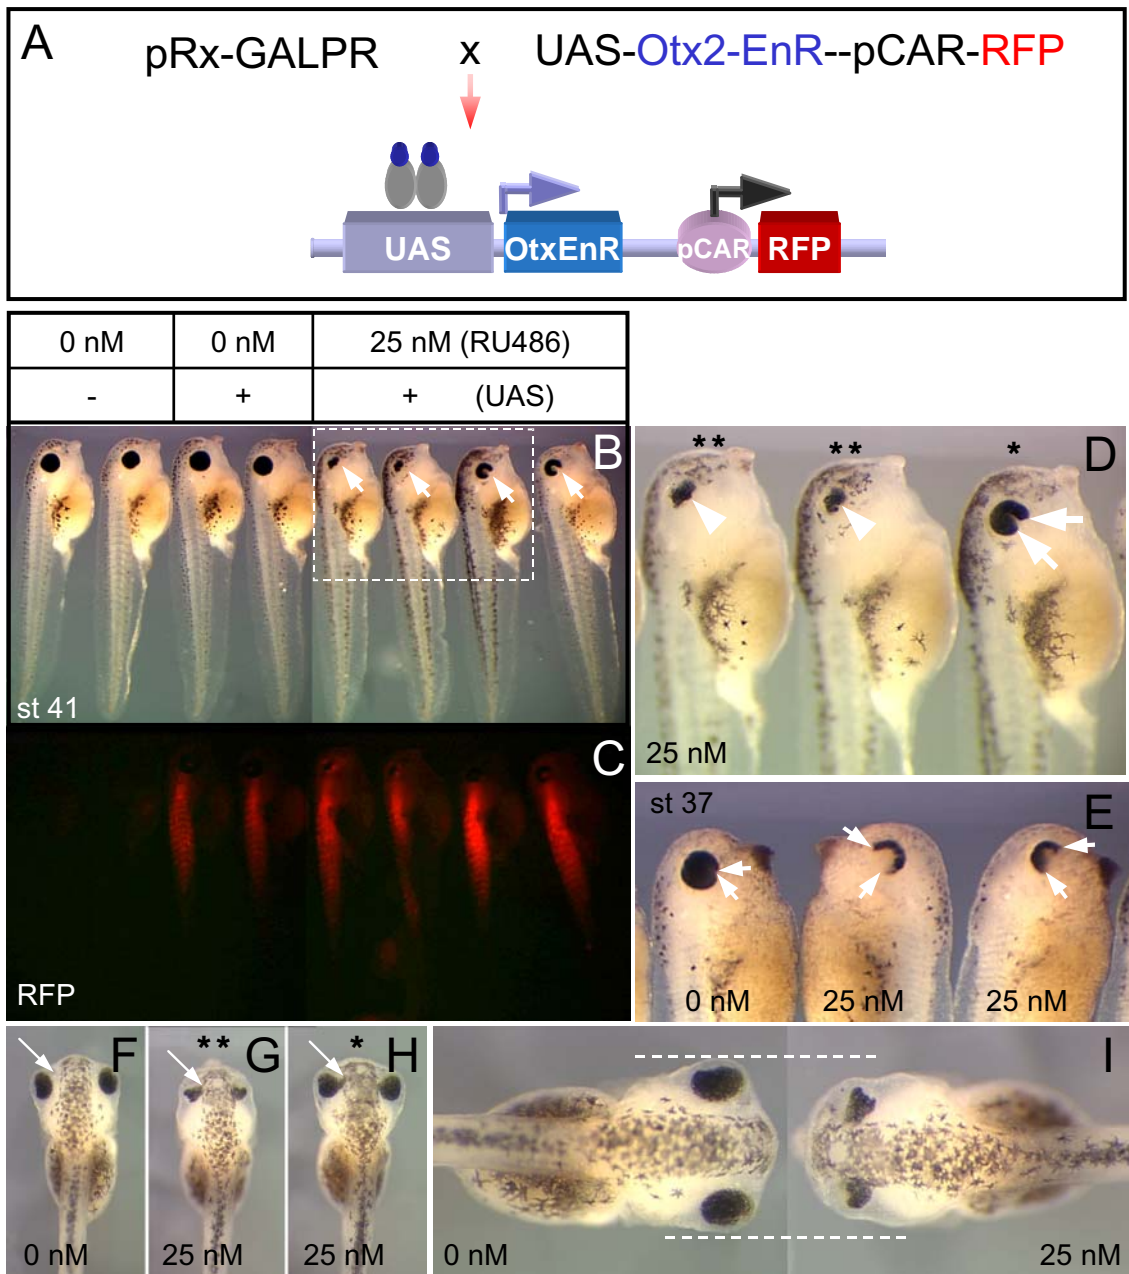 A
pRx-GALPR x UAS-Otx2-EnR--pCAR-RFP
UAS OtxEnR pCAR RFP
0 nM 0 nM 25 nM (RU486)
- + + (UAS)
B
st 41
C
RFP
** ** * D
25 nM
st 37 E
0 nM 25 nM 25 nM
F ** G * H I
0 nM 25 nM 25 nM 0 nM 25 nM